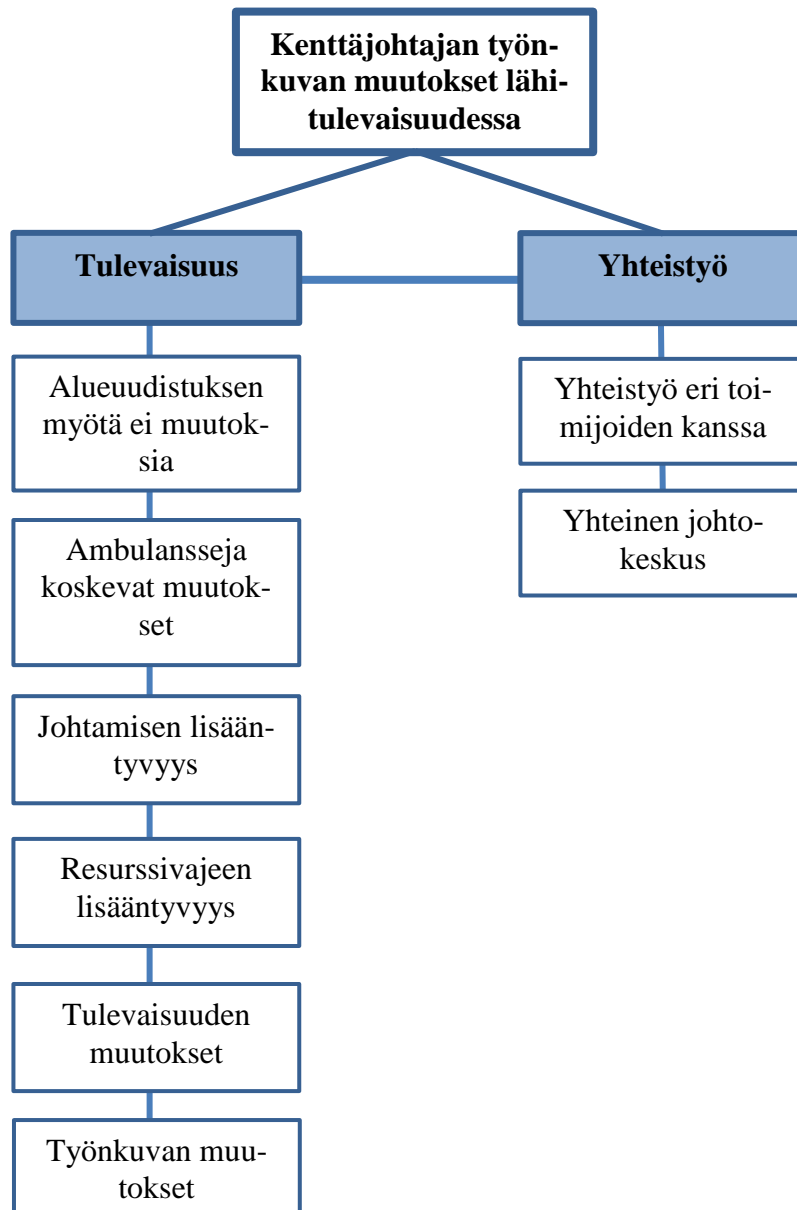 Kenttäjohtajan työn-
kuvan muutokset lähi-
tulevaisuudessa
Tulevaisuus
Yhteistyö
Alueuudistuksen
myötä ei muutok-
sia
Ambulansseja
koskevat muutok-
set
Johtamisen lisään-
tyvyys
Resurssivajeen
lisääntyvyys
Tulevaisuuden
muutokset
Työnkuvan muu-
tokset
Yhteistyö eri toi-
mijoiden kanssa
Yhteinen johto-
keskus